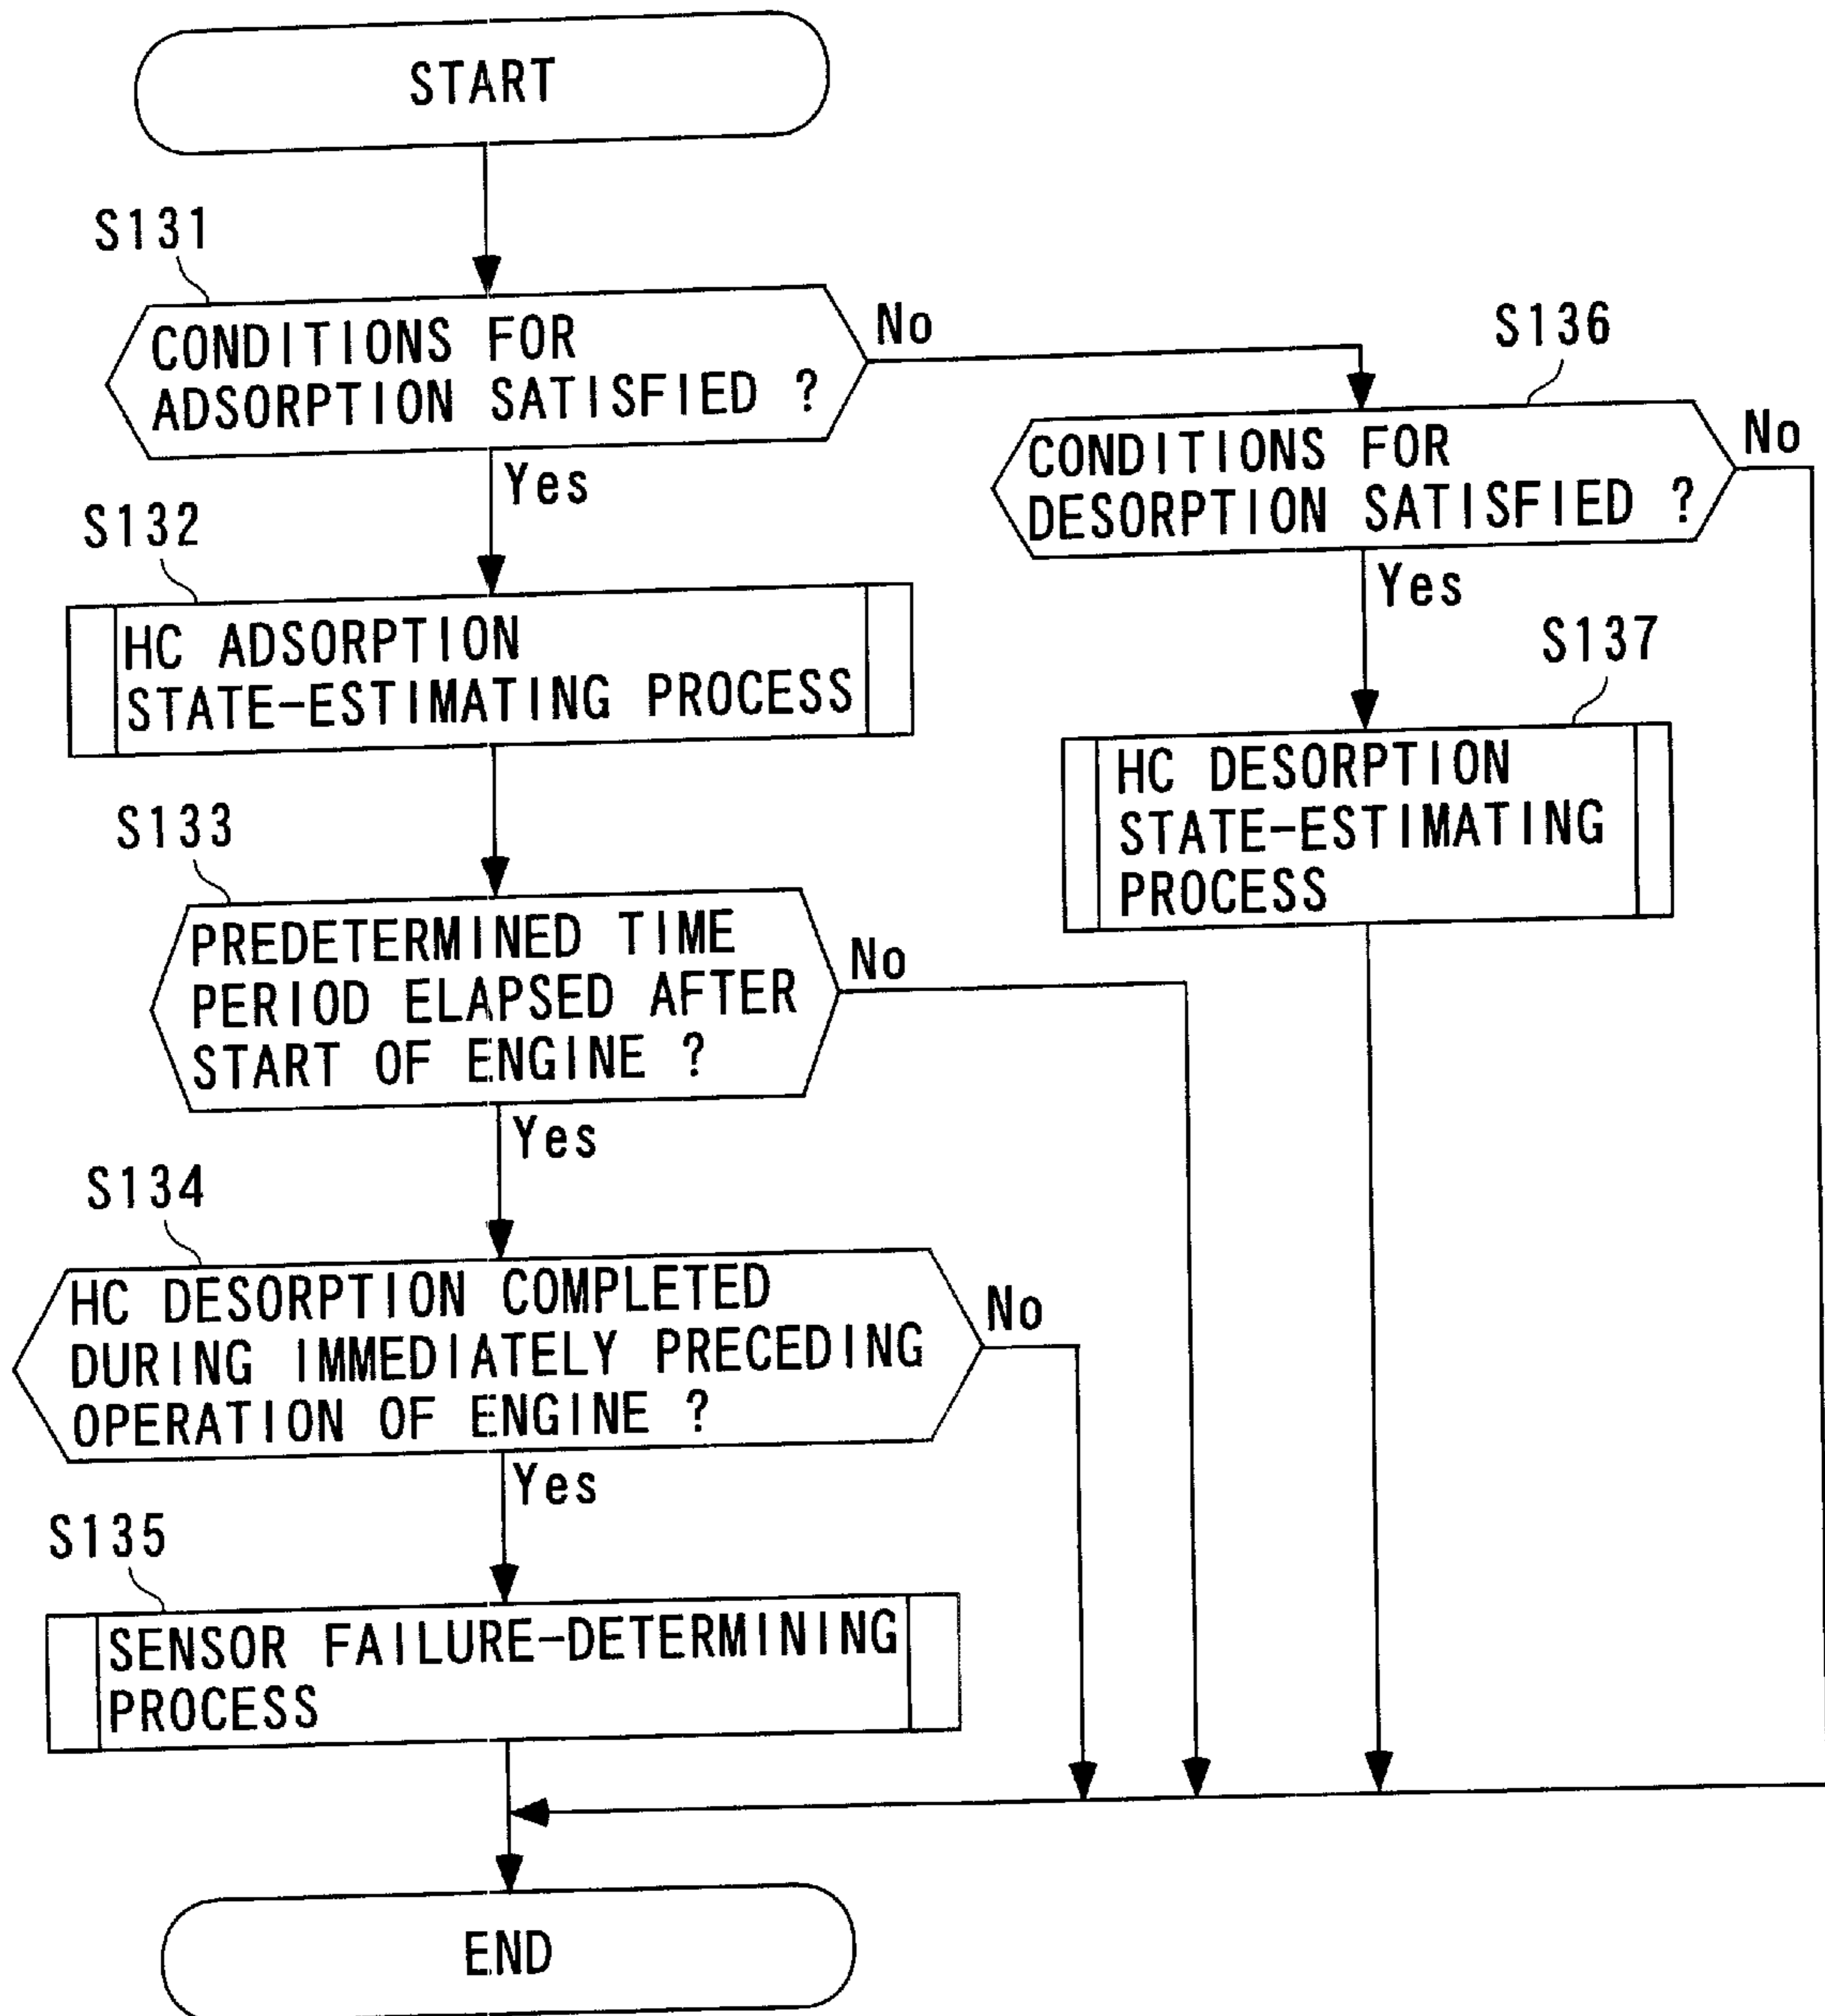 START
S131
CONDITIONS FOR
ADSORPTION SATISFIED ?
No
Yes
S136
CONDITIONS FOR
DESORPTION SATISFIED ?
No
Yes
S132
HC ADSORPTION
STATE-ESTIMATING PROCESS
S137
HC DESORPTION
STATE-ESTIMATING
PROCESS
S133
PREDETERMINED TIME
PERIOD ELAPSED AFTER
START OF ENGINE ?
No
Yes
S134
HC DESORPTION COMPLETED
DURING IMMEDIATELY PRECEDING
OPERATION OF ENGINE ?
No
Yes
S135
SENSOR FAILURE-DETERMINING
PROCESS
END